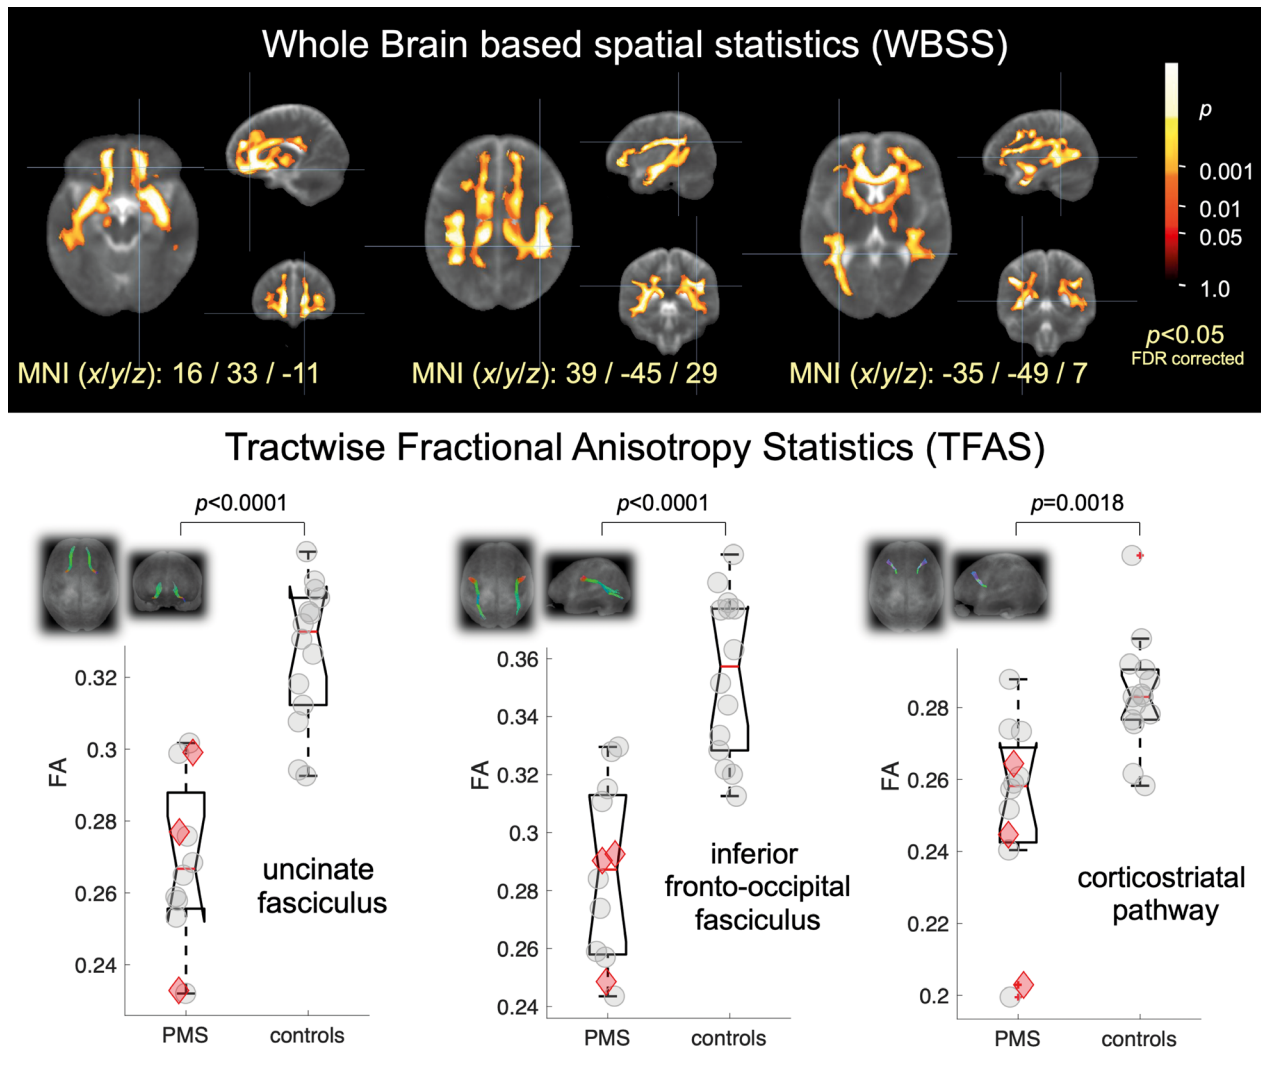 Whole Brain based spatial statistics (WBSS)
p
0.001
0.01
0.05
1.0
p<0.05
FDR corrected
MNI (x/y/z): 16 / 33 / -11
MNI (x/y/z): 39 / -45 / 29
MNI (x/y/z): -35 / -49 / 7
Tractwise Fractional Anisotropy Statistics (TFAS)
p<0.0001
0.32
0.3
0.28
0.26
0.24
FA
uncinate
fasciculus
PMS
controls
p<0.0001
0.36
0.34
0.32
0.3
0.28
0.26
0.24
FA
inferior
fronto-occipital
fasciculus
PMS
controls
p=0.0018
0.28
0.26
0.24
0.22
0.2
FA
corticostriatal
pathway
PMS
controls